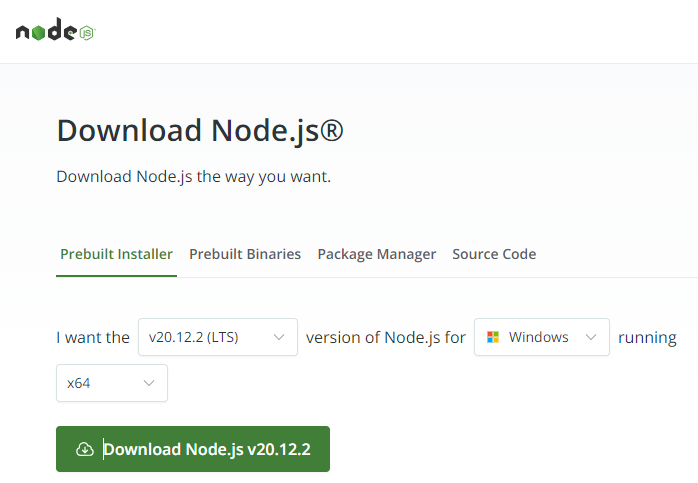 node JS
Download Node.js®
Download Node.js the way you want.
Prebuilt Installer Prebuilt Binaries Package Manager Source Code
I want the v20.12.2 (LTS) version of Node.js for Windows running
x64
Download Node.js v20.12.2